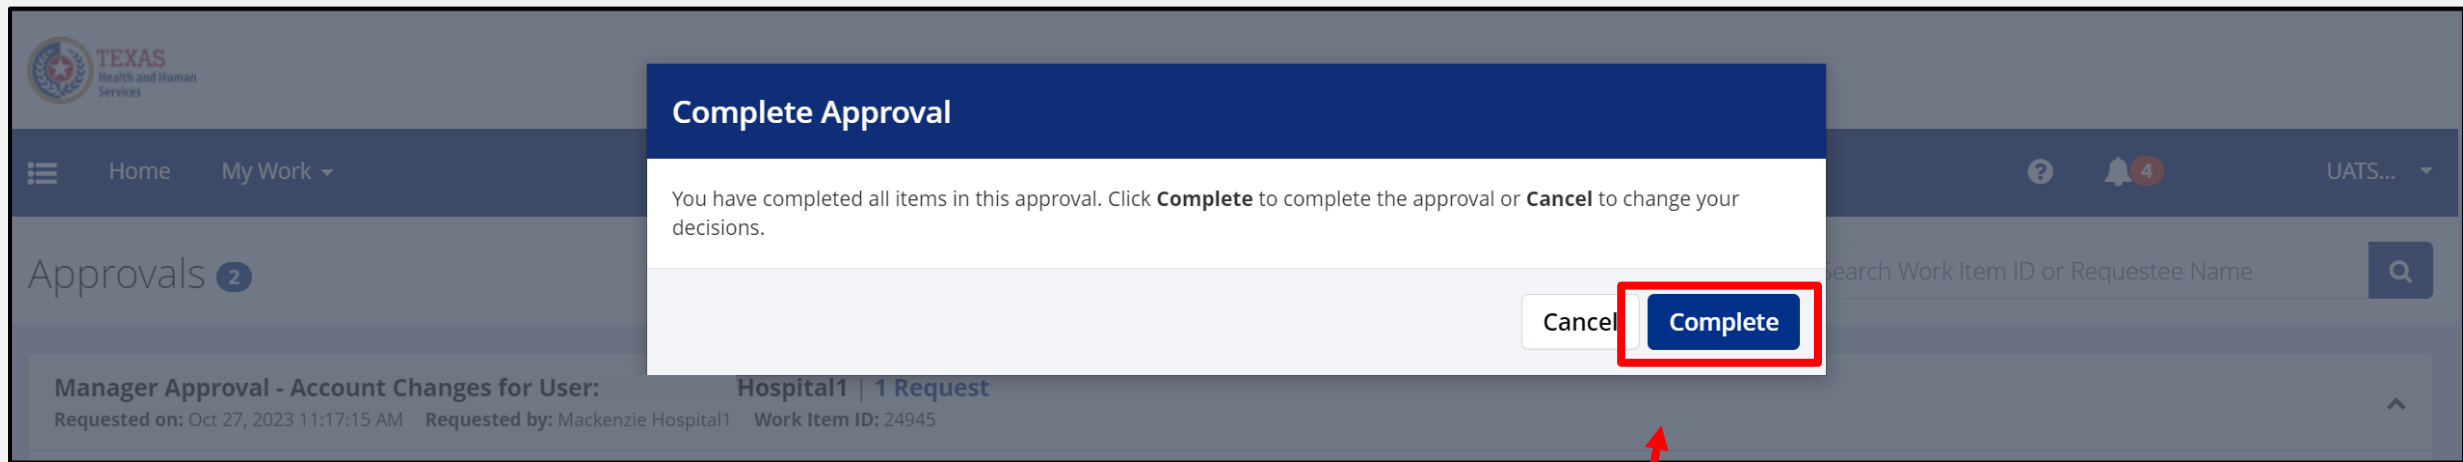 TEXAS
Health and Human
Services
Home My Work
4
UATS...
Approvals 2
Search Work Item ID or Requestee Name
Complete Approval
You have completed all items in this approval. Click Complete to complete the approval or Cancel to change your
decisions.
Cancel Complete
Manager Approval - Account Changes for User: Hospital1 | 1 Request
Requested on: Oct 27, 2023 11:17:15 AM Requested by: Mackenzie Hospital1 Work Item ID: 24945